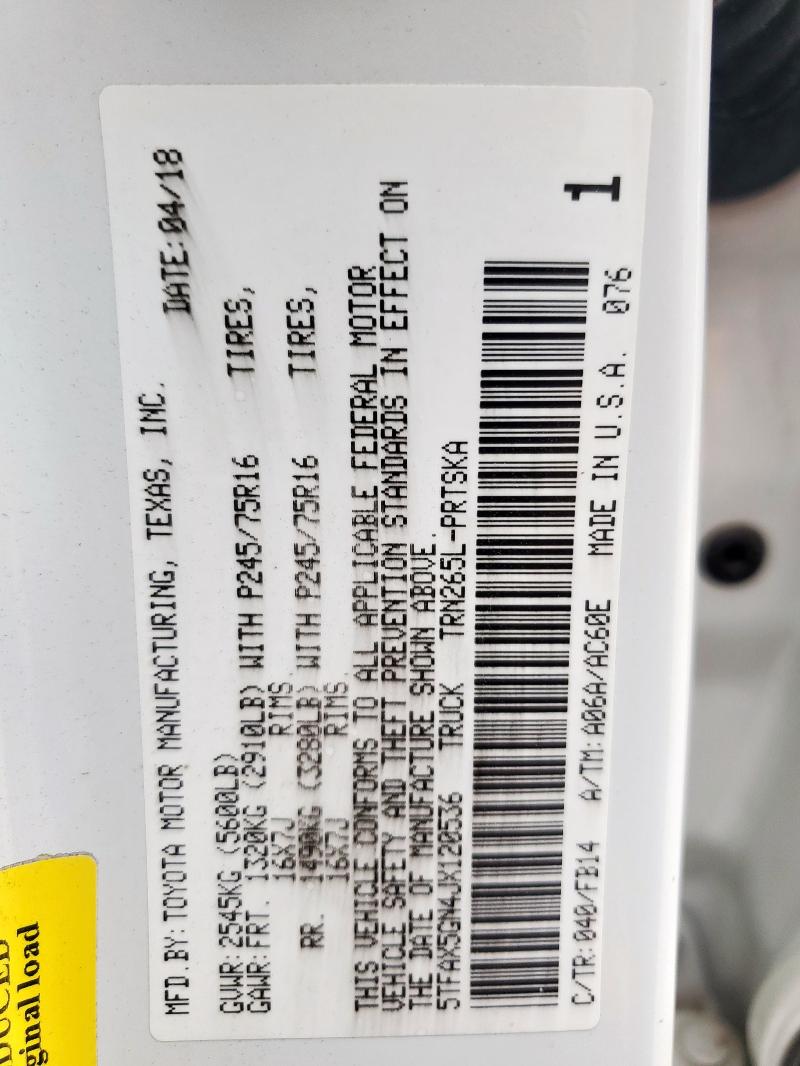 MFD.BY:TOYOTA MOTOR MANUFACTURING, TEXAS, INC. DATE:04/18
GVWR:2545KG (5600LB)
GAWR:FRT. 1320KG (2910LB) WITH P245/75R16 TIRES,
16X7J RIMS.
RR. 1490KG (3280LB) WITH P245/75R16 TIRES,
16X7J RIMS.
THIS VEHICLE CONFORMS TO ALL APPLICABLE FEDERAL MOTOR
VEHICLE SAFETY AND THEFT PREVENTION STANDARDS IN EFFECT ON
THE DATE OF MANUFACTURE SHOWN ABOVE.
5TFAX5GN4JX120536 TRUCK TRN265L-PRTSKA
1
C/TR:040/FB14 A/TM:A06A/AC60E MADE IN U.S.A. 076
ginal load